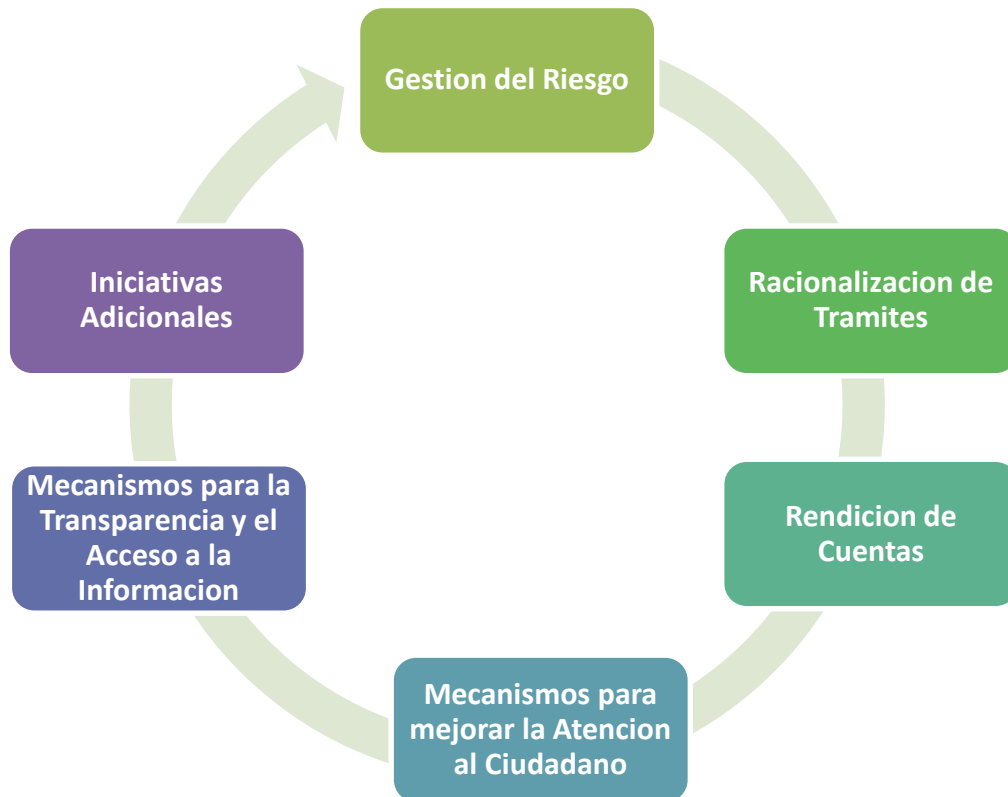 Gestion del Riesgo
Racionalizacion de
Tramites
Rendicion de
Cuentas
Mecanismos para
mejorar la Atencion
al Ciudadano
Mecanismos para la
Transparencia y el
Acceso a la
Informacion
Iniciativas
Adicionales